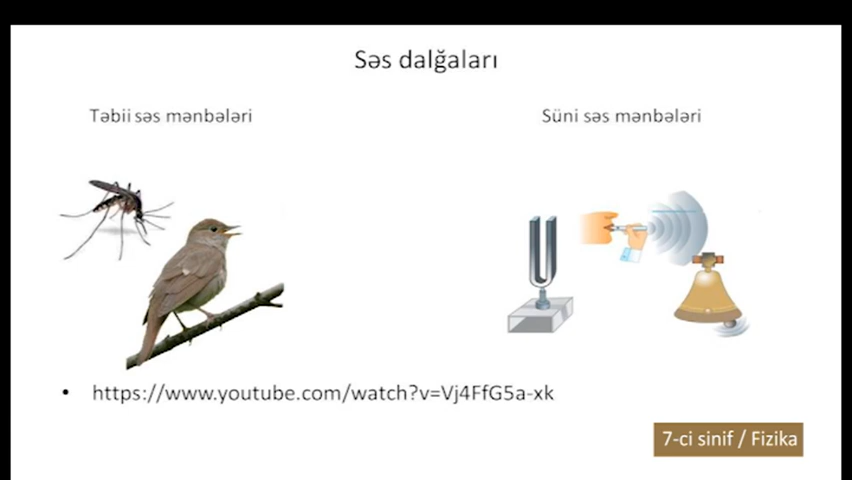 Səs dalğaları
Təbii səs mənbələri
Süni səs mənbələri
• https://www.youtube.com/watch?v=Vj4FfG5a-xk
7-ci sinif / Fizika